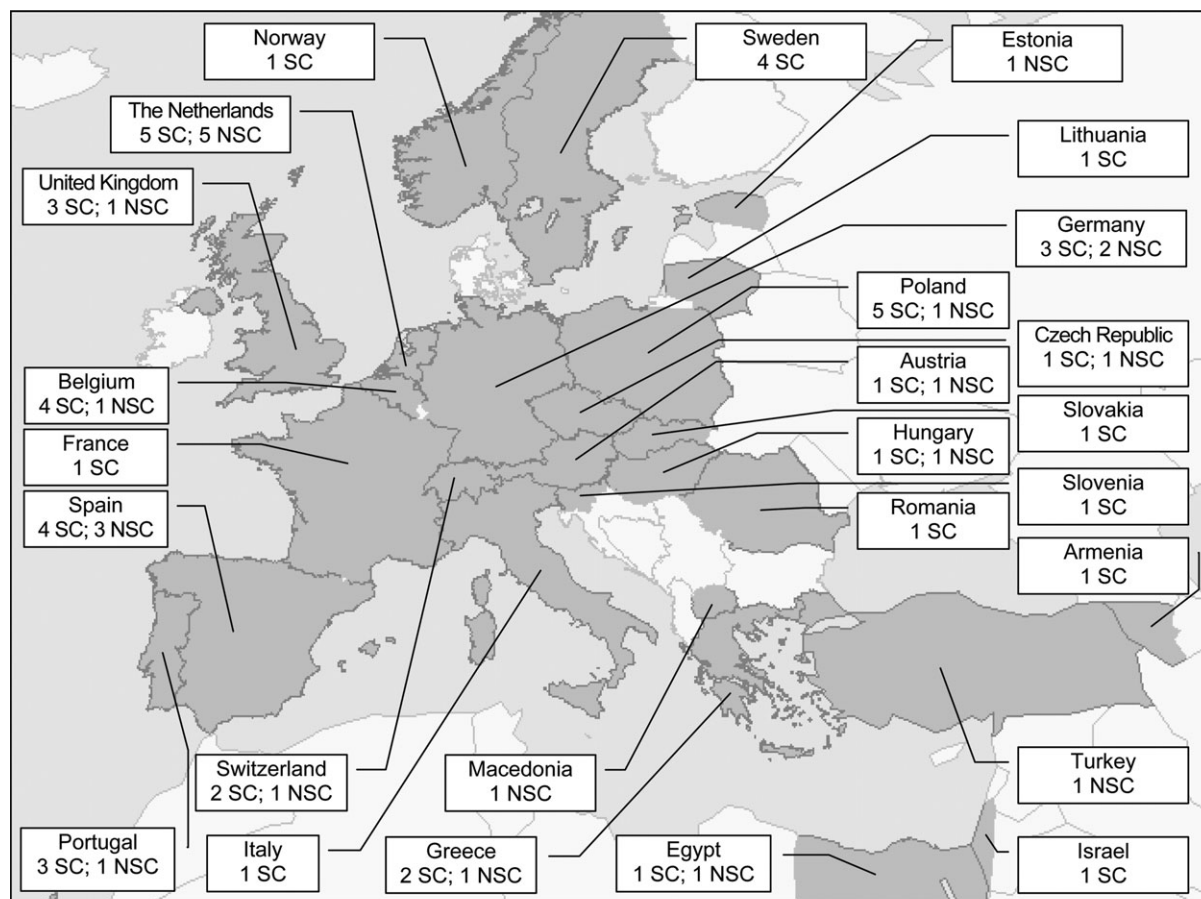 Norway
1 SC
Sweden
4 SC
Estonia
1 NSC
The Netherlands
5 SC; 5 NSC
Lithuania
1 SC
United Kingdom
3 SC; 1 NSC
Germany
3 SC; 2 NSC
Poland
5 SC; 1 NSC
Czech Republic
1 SC; 1 NSC
Austria
1 SC; 1 NSC
Belgium
4 SC; 1 NSC
Slovakia
1 SC
Hungary
1 SC; 1 NSC
France
1 SC
Slovenia
1 SC
Spain
4 SC; 3 NSC
Romania
1 SC
Armenia
1 SC
Switzerland
2 SC; 1 NSC
Macedonia
1 NSC
Turkey
1 NSC
Portugal
3 SC; 1 NSC
Italy
1 SC
Greece
2 SC; 1 NSC
Egypt
1 SC; 1 NSC
Israel
1 SC